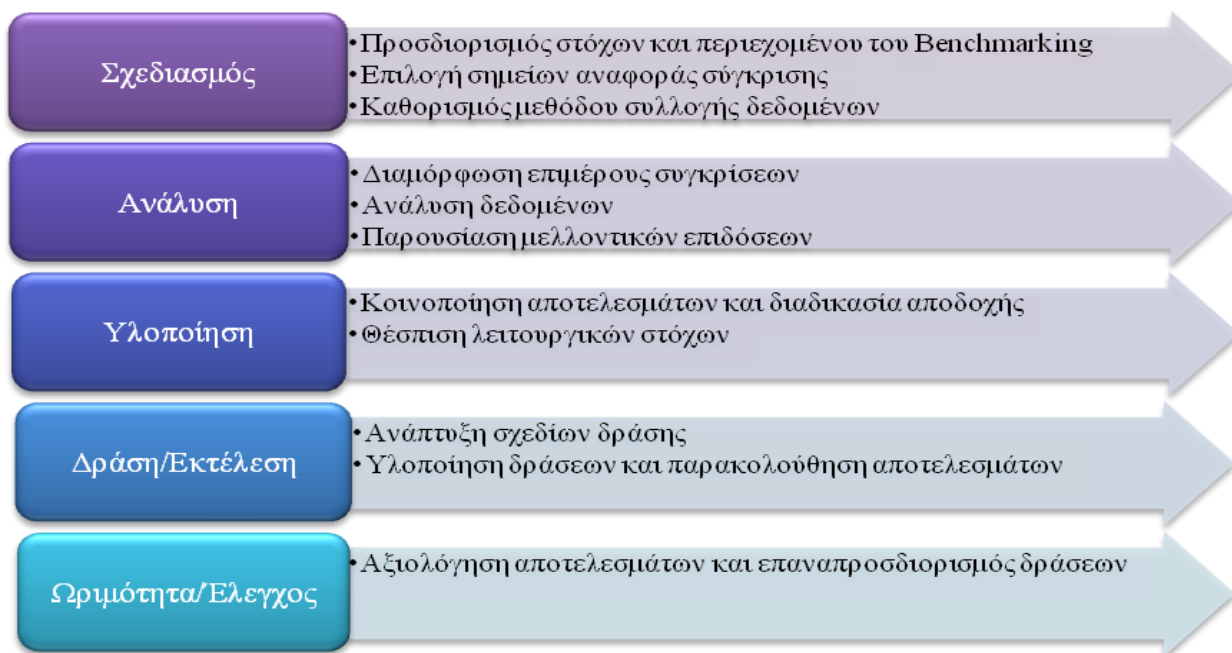 Σχεδιασμός
•Προσδιορισμός στόχων και περιεχομένου του Benchmarking
•Επιλογή σημείων αναφοράς σύγκρισης
•Καθορισμός μεθόδου συλλογής δεδομένων
Ανάλυση
•Διαμόρφωση επιμέρους συγκρίσεων
•Ανάλυση δεδομένων
•Παρουσίαση μελλοντικών επιδόσεων
Υλοποίηση
•Κοινοποίηση αποτελεσμάτων και διαδικασία αποδοχής
•Θέσπιση λειτουργικών στόχων
Δράση/Εκτέλεση
•Ανάπτυξη σχεδίων δράσης
•Υλοποίηση δράσεων και παρακολούθηση αποτελεσμάτων
Ωριμότητα/Έλεγχος
•Αξιολόγηση αποτελεσμάτων και επαναπροσδιορισμός δράσεων